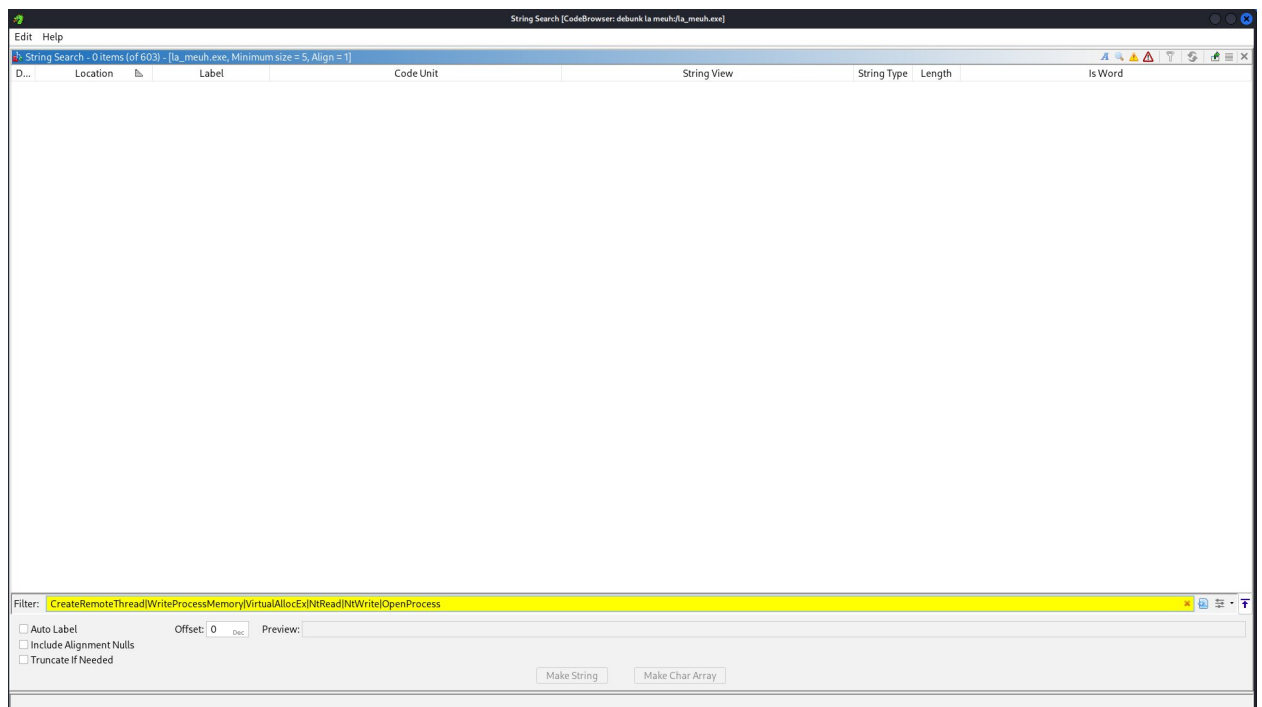 String Search [CodeBrowser: debunk la meuh:/la_meuh.exe]
Edit Help
String Search - 0 items (of 603) - [la_meuh.exe, Minimum size = 5, Align = 1]
D... Location Label Code Unit String View String Type Length Is Word
Filter: CreateRemoteThread|WriteProcessMemory|VirtualAllocEx|NtRead|NtWrite|OpenProcess
Auto Label Offset: 0 Dec Preview:
Include Alignment Nulls
Truncate If Needed
Make String Make Char Array